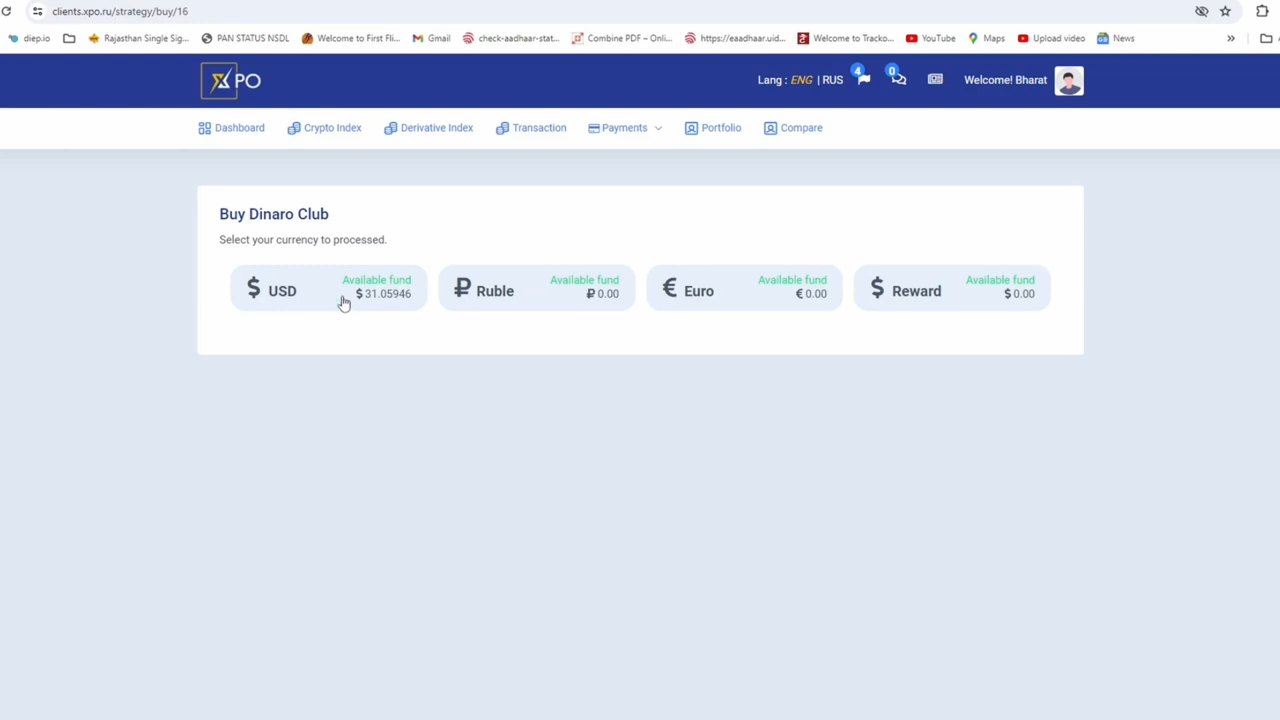 clients.xpo.ru/strategy/buy/16
diep.io Rajasthan Single Sig... PAN STATUS NSDL Welcome to First Fli... Gmail check-aadhaar-stat... Combine PDF – Onli... https://eaadhaar.uid... Welcome to Tracko... YouTube Maps Upload video News »
XPO Lang : ENG | RUS 4 0 Welcome! Bharat
Dashboard Crypto Index Derivative Index Transaction Payments Portfolio Compare
Buy Dinaro Club
Select your currency to processed.
$ USD Available fund $ 31.05946
₽ Ruble Available fund ₽ 0.00
€ Euro Available fund € 0.00
$ Reward Available fund $ 0.00